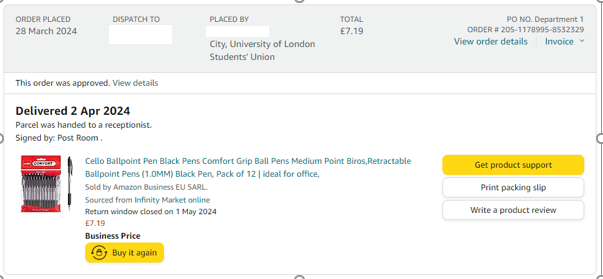 ORDER PLACED
28 March 2024
DISPATCH TO
PLACED BY
City, University of London
Students' Union
TOTAL
£7.19
PO NO. Department 1
ORDER # 205-1178995-8532329
View order details Invoice
This order was approved. View details
Delivered 2 Apr 2024
Parcel was handed to a receptionist.
Signed by: Post Room .
Cello Ballpoint Pen Black Pens Comfort Grip Ball Pens Medium Point Biros,Retractable
Ballpoint Pens (1.0MM) Black Pen, Pack of 12 | ideal for office,
Sold by Amazon Business EU SARL.
Sourced from Infinity Market online
Return window closed on 1 May 2024
£7.19
Business Price
Buy it again
Get product support
Print packing slip
Write a product review